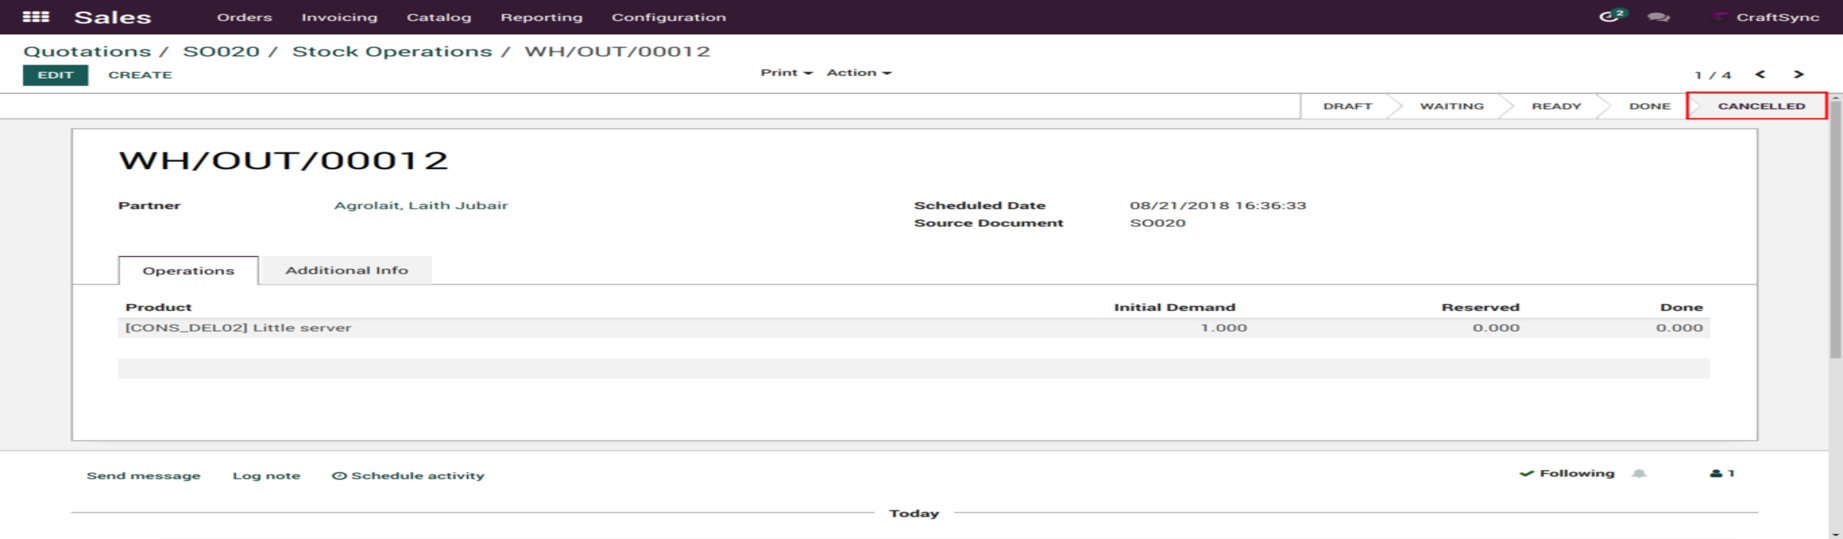 Sales Orders Invoicing Catalog Reporting Configuration 2 CraftSync
Quotations / SO020 / Stock Operations / WH/OUT/00012
EDIT CREATE Print Action 1 / 4
DRAFT WAITING READY DONE CANCELLED
WH/OUT/00012
Partner Agrolait, Laith Jubair Scheduled Date 08/21/2018 16:36:33
Source Document SO020
Operations Additional Info
Product Initial Demand Reserved Done
[CONS_DEL02] Little server 1.000 0.000 0.000
Send message Log note Schedule activity Following 1
Today